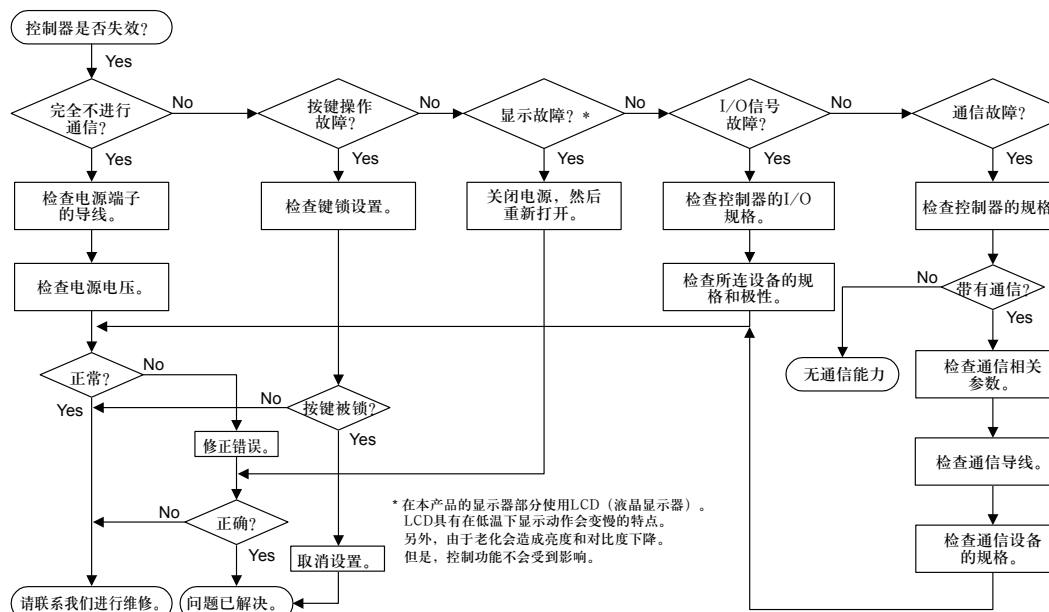 控制器是否失效？
Yes
完全不进行
通信？
No
按键操作
故障？
No
显示故障？*
No
I/O信号
故障？
No
通信故障？
Yes
Yes
Yes
Yes
Yes
检查电源端子
的导线。
检查键锁设置。
关闭电源，然后
重新打开。
检查控制器的I/O
规格。
检查控制器的规格
检查电源电压。
检查所连设备的规
格和极性。
No
带有通信？
Yes
正常？
No
无通信能力
检查通信相关
参数。
Yes
No
按键被锁？
Yes
修正错误。
检查通信导线。
* 在本产品的显示器部分使用LCD（液晶显示器）。
LCD具有在低温下显示动作会变慢的特点。
另外，由于老化会造成亮度和对比度下降。
但是，控制功能不会受到影响。
No
正确？
Yes
取消设置。
检查通信设备
的规格。
请联系我们进行维修。
问题已解决。